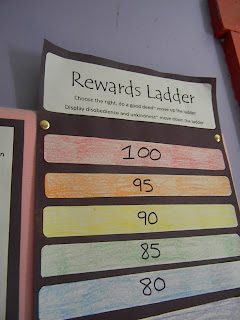 Rewards Ladder
Choose the right, do a good deed* move up the ladder
Display disobedience and unkindness* move down the ladder
100
95
90
85
80